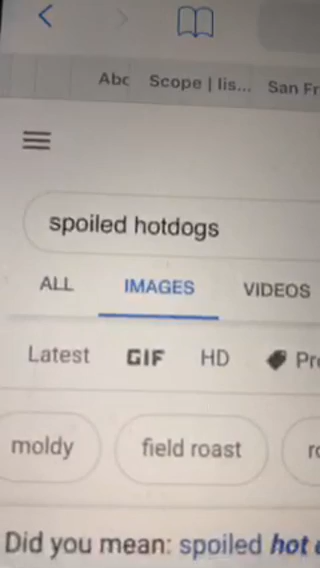 Abc Scope | lis... San Fr
spoiled hotdogs
ALL IMAGES VIDEOS
Latest GIF HD Pr
moldy field roast
Did you mean: spoiled hot